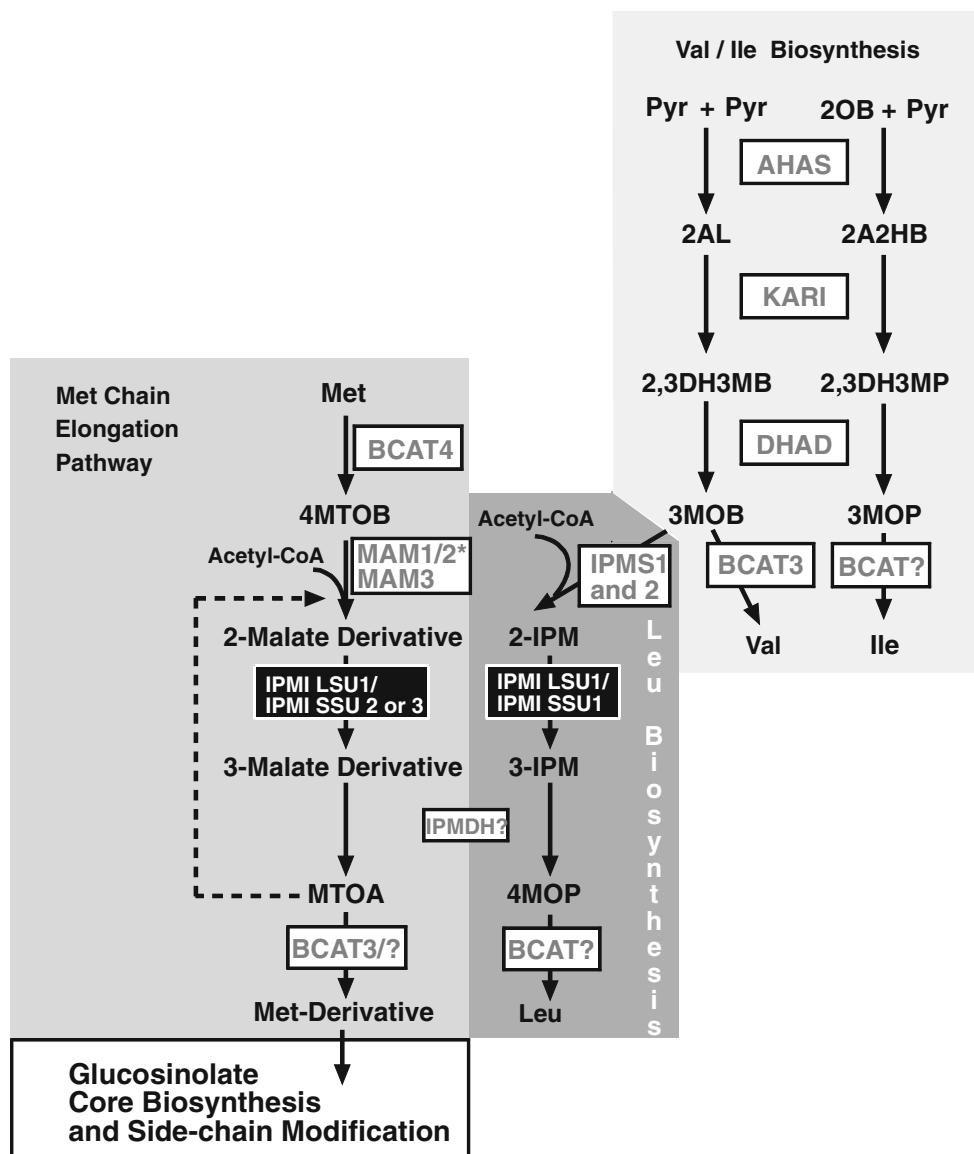 Val / Ile Biosynthesis
Pyr + Pyr
2OB + Pyr
AHAS
2AL
2A2HB
KARI
2,3DH3MB
2,3DH3MP
DHAD
3MOB
3MOP
BCAT3
BCAT?
Val
Ile
Met Chain
Elongation
Pathway
Met
BCAT4
4MTOB
Acetyl-CoA
MAM1/2*
MAM3
2-Malate Derivative
IPMI LSU1/
IPMI SSU 2 or 3
3-Malate Derivative
IPMDH?
MTOA
BCAT3/?
Met-Derivative
Acetyl-CoA
IPMS1
and 2
2-IPM
IPMI LSU1/
IPMI SSU1
3-IPM
4MOP
BCAT?
Leu
Leu Biosynthesis
Glucosinolate
Core Biosynthesis
and Side-chain Modification